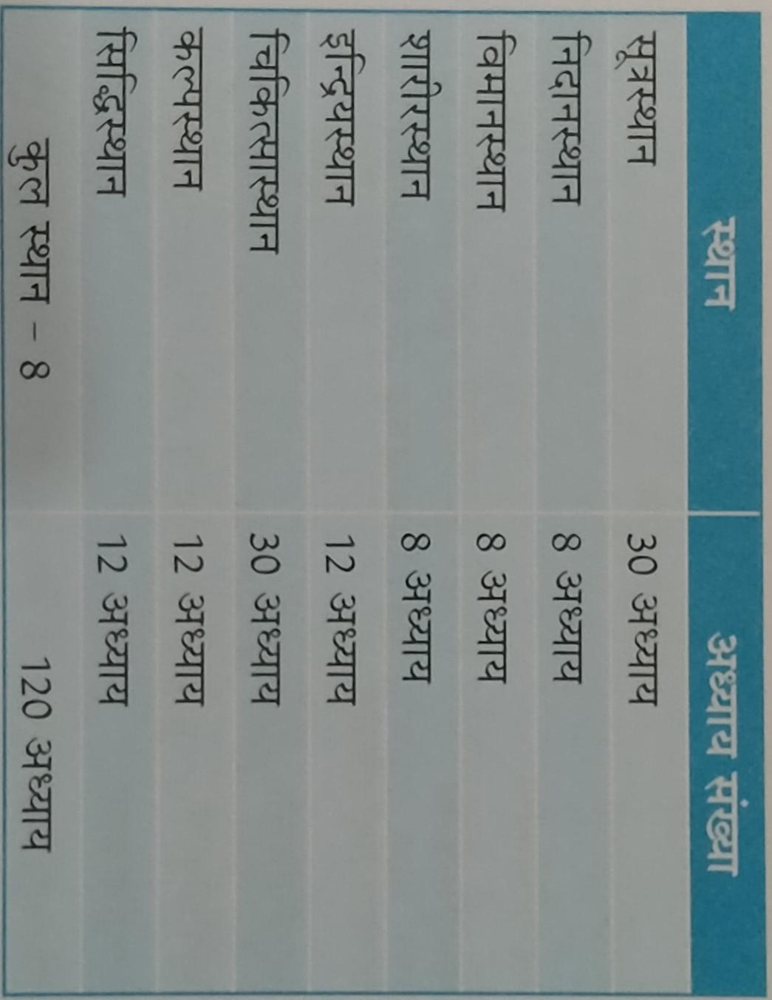 स्थान अध्याय संख्या
सूत्रस्थान 30 अध्याय
निदानस्थान 8 अध्याय
विमानस्थान 8 अध्याय
शारीरस्थान 8 अध्याय
इन्द्रियस्थान 12 अध्याय
चिकित्सास्थान 30 अध्याय
कल्पस्थान 12 अध्याय
सिद्धिस्थान 12 अध्याय
कुल स्थान – 8 120 अध्याय